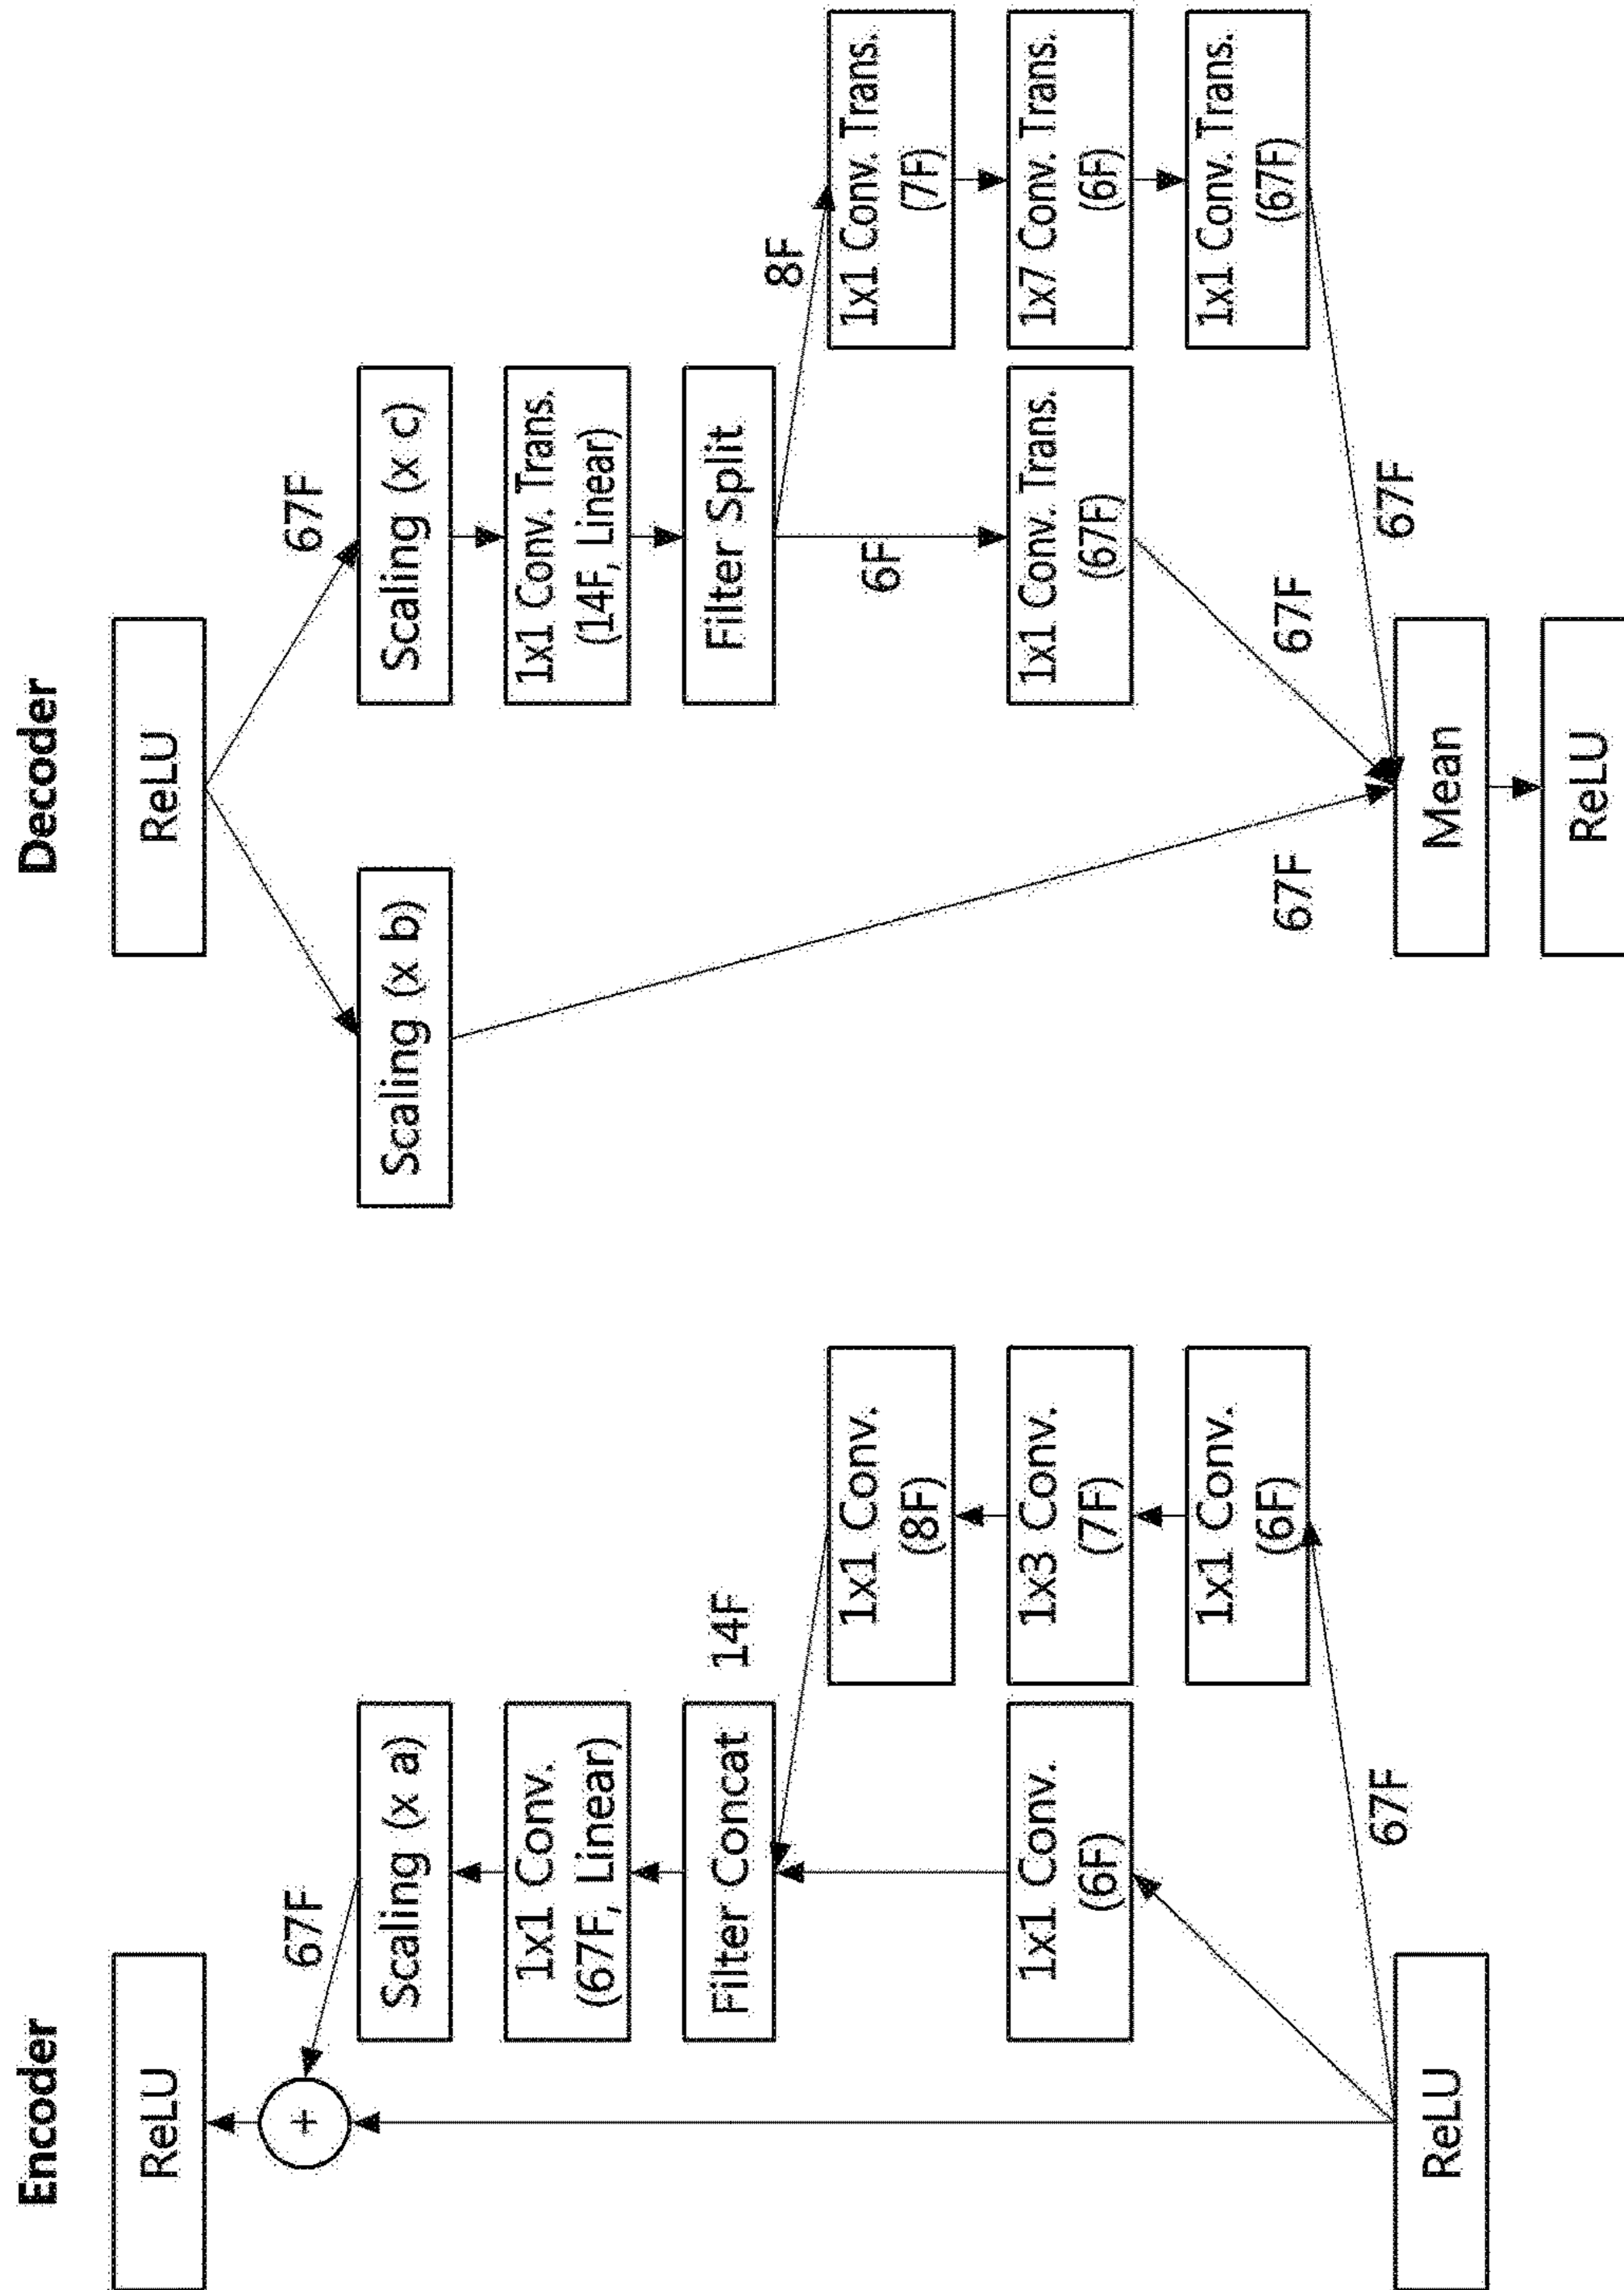 Encoder
ReLU
+
67F
Scaling (x a)
1x1 Conv.
(67F, Linear)
Filter Concat
14F
1x1 Conv.
(8F)
1x1 Conv.
(6F)
1x3 Conv.
(7F)
1x1 Conv.
(6F)
67F
ReLU
Decoder
ReLU
67F
Scaling (x b)
Scaling (x c)
1x1 Conv. Trans.
(14F, Linear)
Filter Split
8F
6F
1x1 Conv. Trans.
(7F)
1x1 Conv. Trans.
(67F)
1x7 Conv. Trans.
(6F)
1x1 Conv. Trans.
(67F)
67F
67F
67F
Mean
ReLU